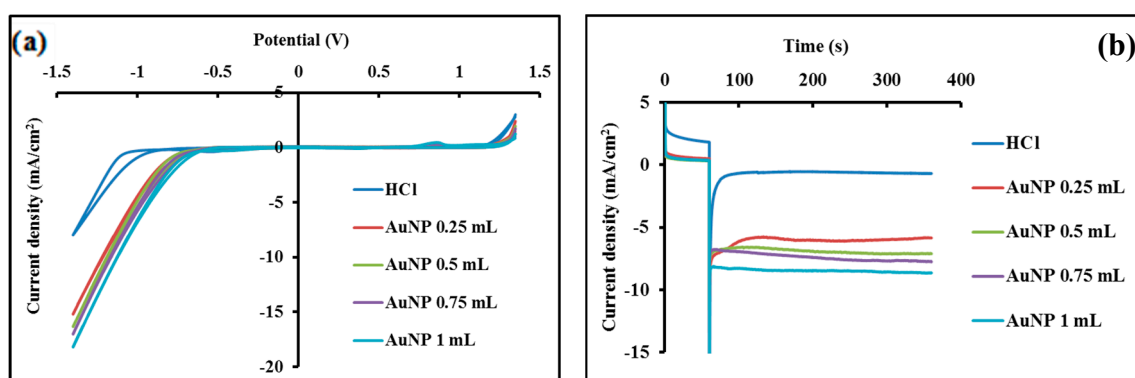 (a)
Potential (V)
-1.5 -1 -0.5 0 0.5 1 1.5
5
0
-5
-10
-15
-20
Current density (mA/cm²)
HCl
AuNP 0.25 mL
AuNP 0.5 mL
AuNP 0.75 mL
AuNP 1 mL
(b)
Time (s)
0 100 200 300 400
5
0
-5
-10
-15
Current density (mA/cm²)
HCl
AuNP 0.25 mL
AuNP 0.5 mL
AuNP 0.75 mL
AuNP 1 mL